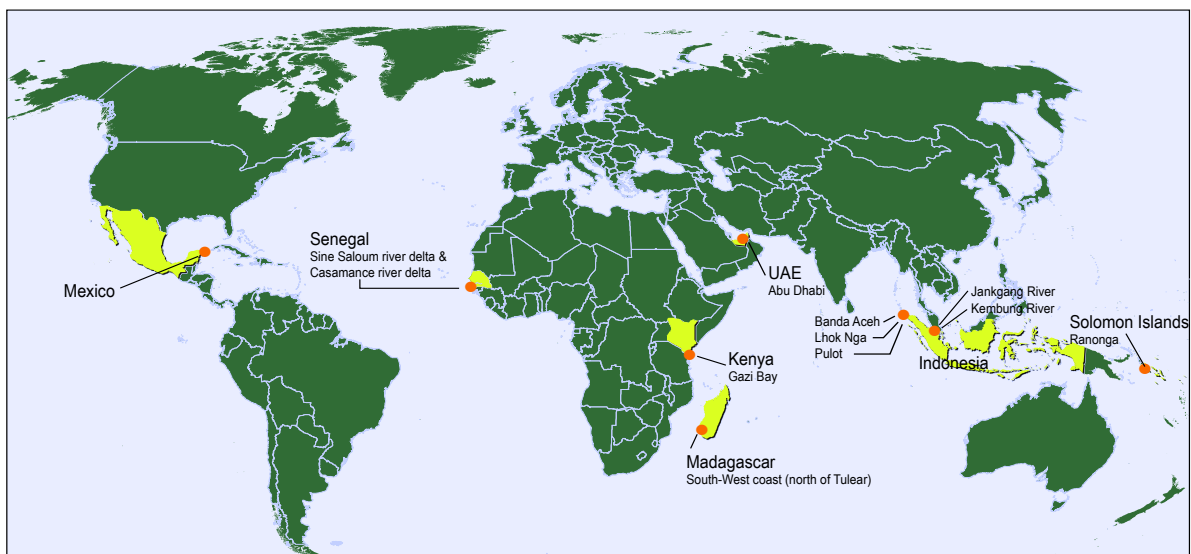 Senegal
Sine Saloum river delta &
Casamance river delta
Mexico
UAE
Abu Dhabi
Jankgang River
Kembung River
Banda Aceh
Lhok Nga
Pulot
Indonesia
Solomon Islands
Ranonga
Kenya
Gazi Bay
Madagascar
South-West coast (north of Tulear)